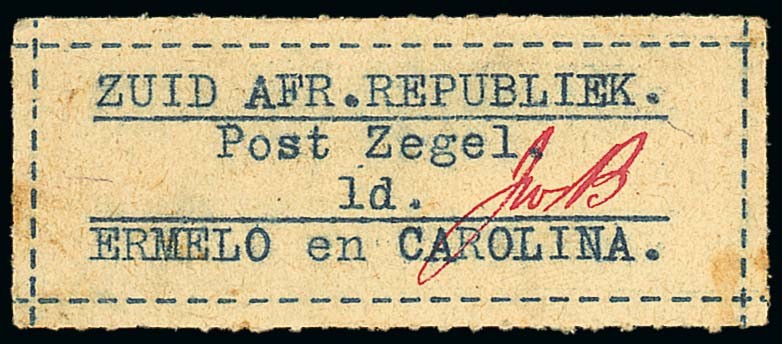 ZUID AFR.REPUBLIEK.
Post Zegel.
1d.
ERMELO en CAROLINA.